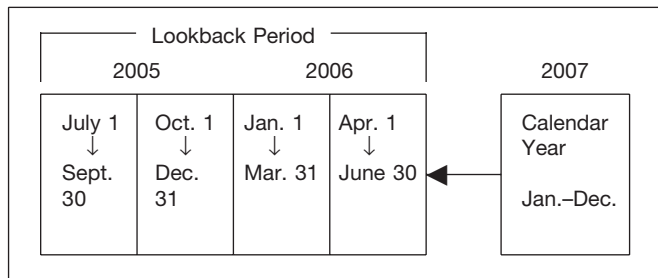 Lookback Period
2005 2006 2007
July 1 Oct. 1 Jan. 1 Apr. 1 Calendar
↓ ↓ ↓ ↓ Year
Sept. Dec. Mar. 31 June 30
30 31 Jan.–Dec.